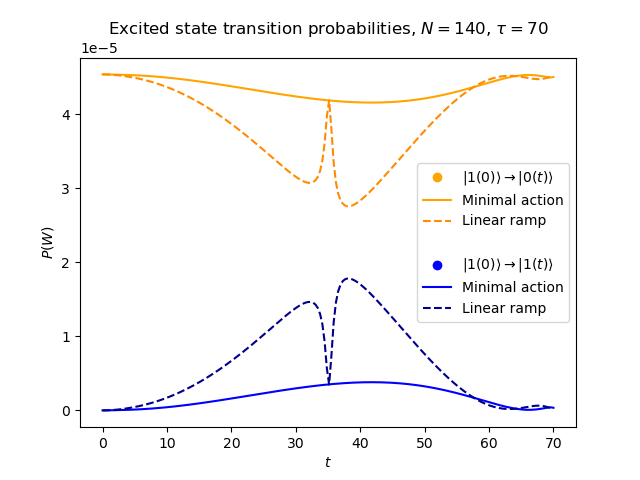 Excited state transition probabilities, N = 140, τ = 70
1e−5
4
3
2
1
0
P(W)
|1(0)⟩ → |0(t)⟩
Minimal action
Linear ramp
|1(0)⟩ → |1(t)⟩
Minimal action
Linear ramp
0 10 20 30 40 50 60 70
t